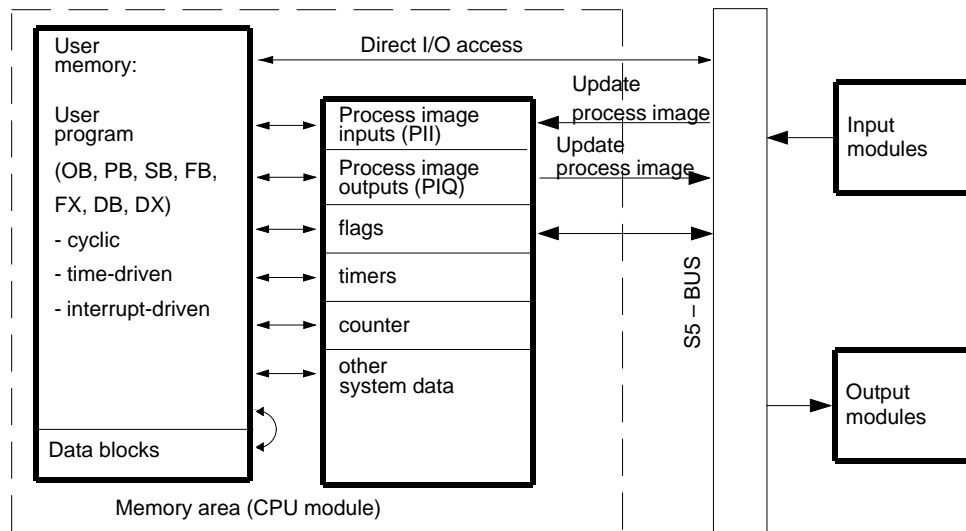 User
memory:
User
program
(OB, PB, SB, FB,
FX, DB, DX)
- cyclic
- time-driven
- interrupt-driven
Data blocks
Direct I/O access
Process image
inputs (PII)
Process image
outputs (PIQ)
flags
timers
counter
other
system data
Update
process image
Update
process image
S5 – BUS
Input
modules
Output
modules
Memory area (CPU module)